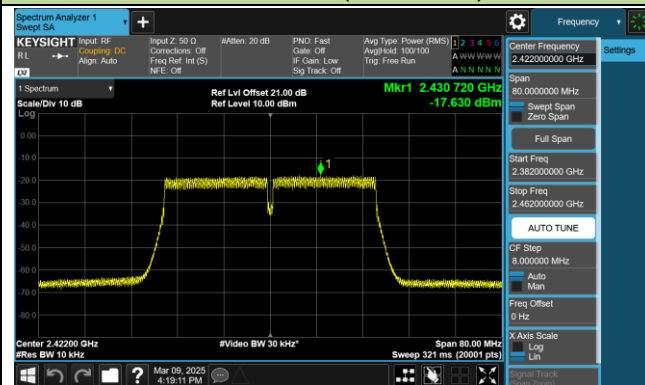 Spectrum Analyzer 1
Swept SA
Frequency
KEYSIGHT
RL
LXI
Input: RF
Coupling: DC
Align: Auto
Input Z: 50 Ω
Corrections: Off
Freq Ref: Int (S)
NFE: Off
#Atten: 20 dB
PNO: Fast
Gate: Off
IF Gain: Low
Sig Track: Off
Avg Type: Power (RMS)
Avg|Hold: 100/100
Trig: Free Run
1 2 3 4 5 6
A W W W W W
A N N N N N
1 Spectrum
Scale/Div 10 dB
Log
Ref Lvl Offset 21.00 dB
Ref Level 10.00 dBm
Mkr1 2.430 720 GHz
-17.630 dBm
1
0.00
-10.0
-20.0
-30.0
-40.0
-50.0
-60.0
-70.0
-80.0
Center 2.42200 GHz
#Res BW 10 kHz
#Video BW 30 kHz*
Span 80.00 MHz
Sweep 321 ms (20001 pts)
Mar 09, 2025
4:19:11 PM
Center Frequency
2.422000000 GHz
Settings
Span
80.0000000 MHz
Swept Span
Zero Span
Full Span
Start Freq
2.382000000 GHz
Stop Freq
2.462000000 GHz
AUTO TUNE
CF Step
8.000000 MHz
Auto
Man
Freq Offset
0 Hz
X Axis Scale
Log
Lin
Signal Track
(Span Zoom)